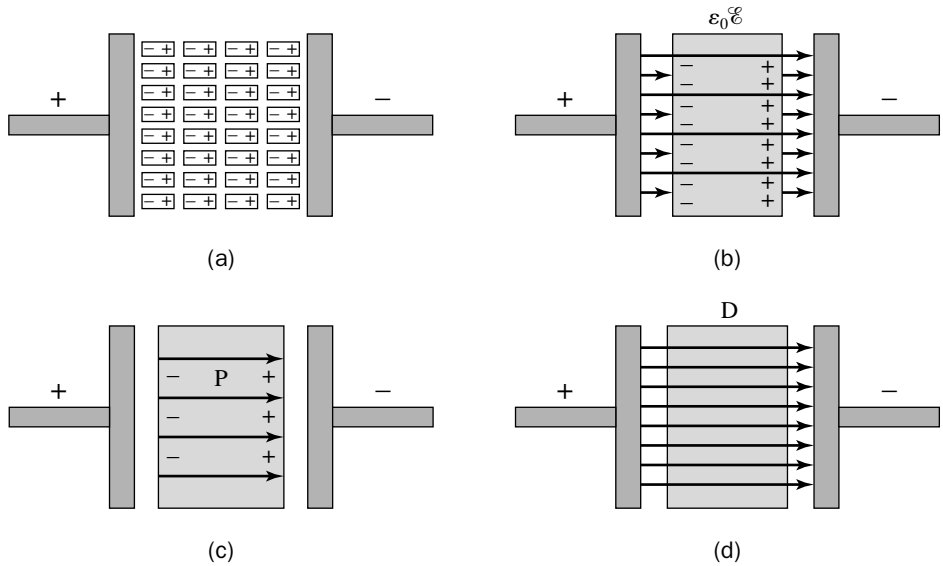 + −
− + − + − + − +
− + − + − + − +
− + − + − + − +
− + − + − + − +
− + − + − + − +
− + − + − + − +
− + − + − + − +
− + − + − + − +
(a)
ε₀ℰ
+ −
− +
− +
− +
− +
− +
− +
− +
− +
(b)
+ −
− P +
− +
− +
(c)
D
+ −
(d)